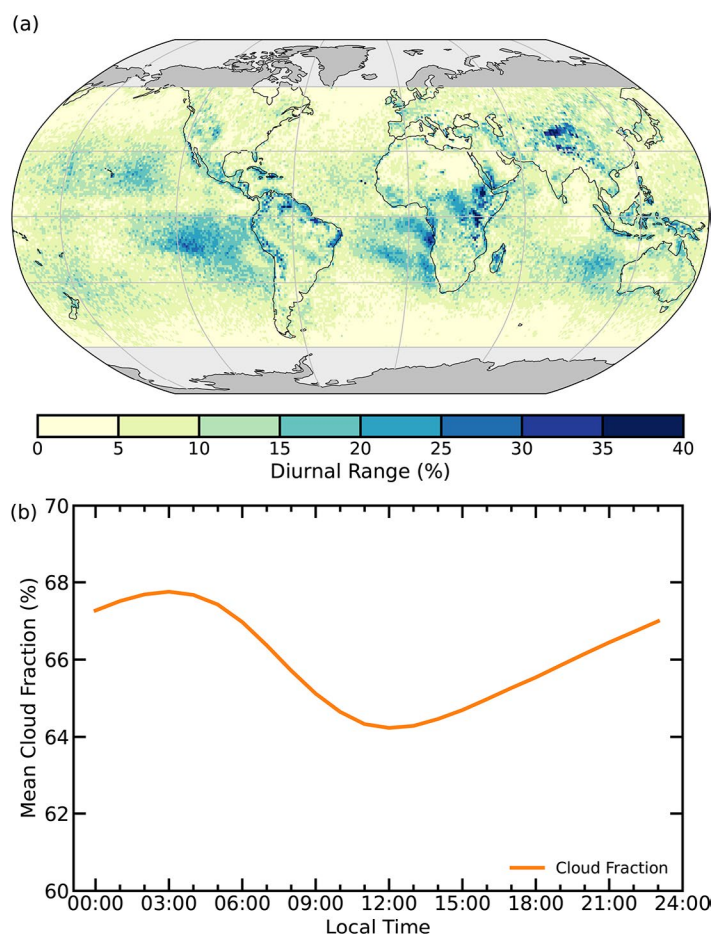 (a)
0 5 10 15 20 25 30 35 40
Diurnal Range (%)
(b)
70
68
66
64
62
60
Mean Cloud Fraction (%)
Cloud Fraction
00:00 03:00 06:00 09:00 12:00 15:00 18:00 21:00 24:00
Local Time